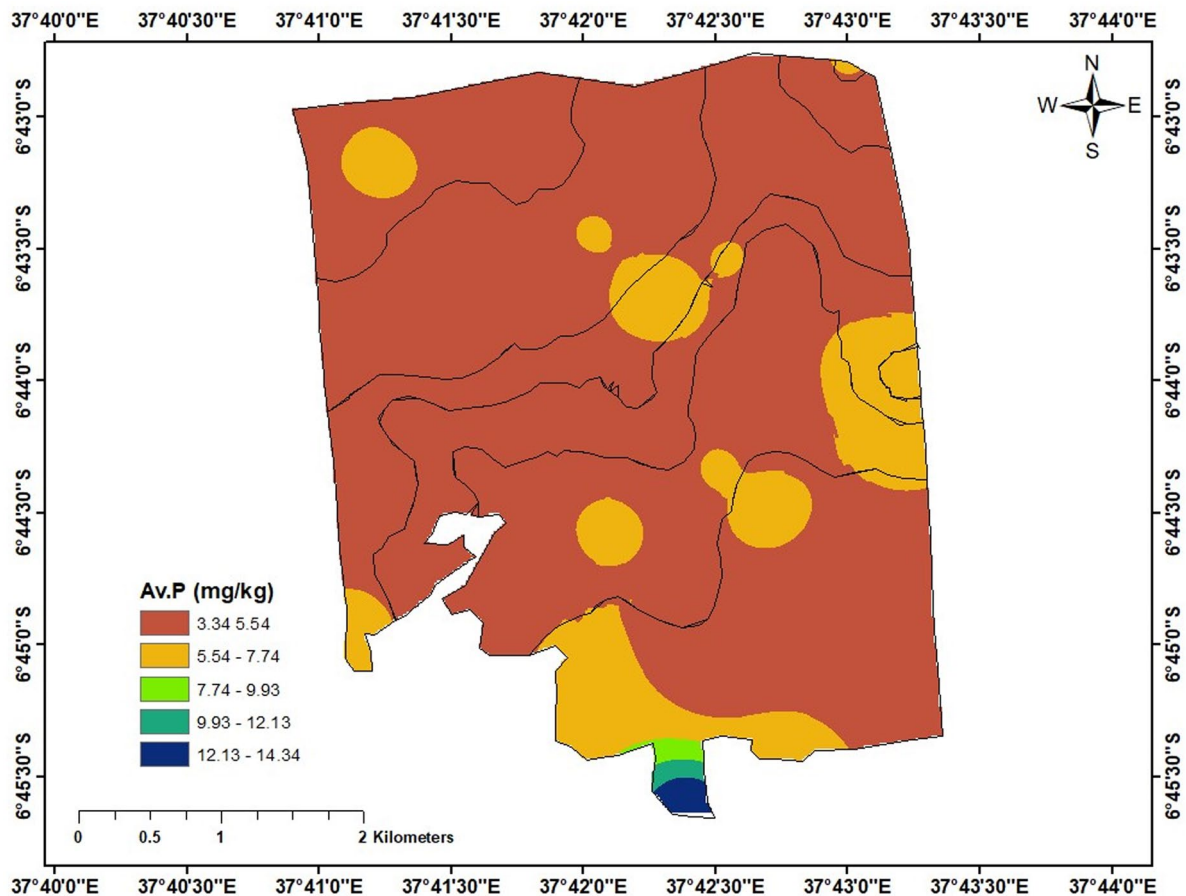 37°40'0"E 37°40'30"E 37°41'0"E 37°41'30"E 37°42'0"E 37°42'30"E 37°43'0"E 37°43'30"E 37°44'0"E
N
W E
S
6°43'0"S 6°43'0"S
6°43'30"S 6°43'30"S
6°44'0"S 6°44'0"S
6°44'30"S 6°44'30"S
6°45'0"S 6°45'0"S
6°45'30"S 6°45'30"S
Av.P (mg/kg)
3.34 5.54
5.54 - 7.74
7.74 - 9.93
9.93 - 12.13
12.13 - 14.34
0 0.5 1 2 Kilometers
37°40'0"E 37°40'30"E 37°41'0"E 37°41'30"E 37°42'0"E 37°42'30"E 37°43'0"E 37°43'30"E 37°44'0"E